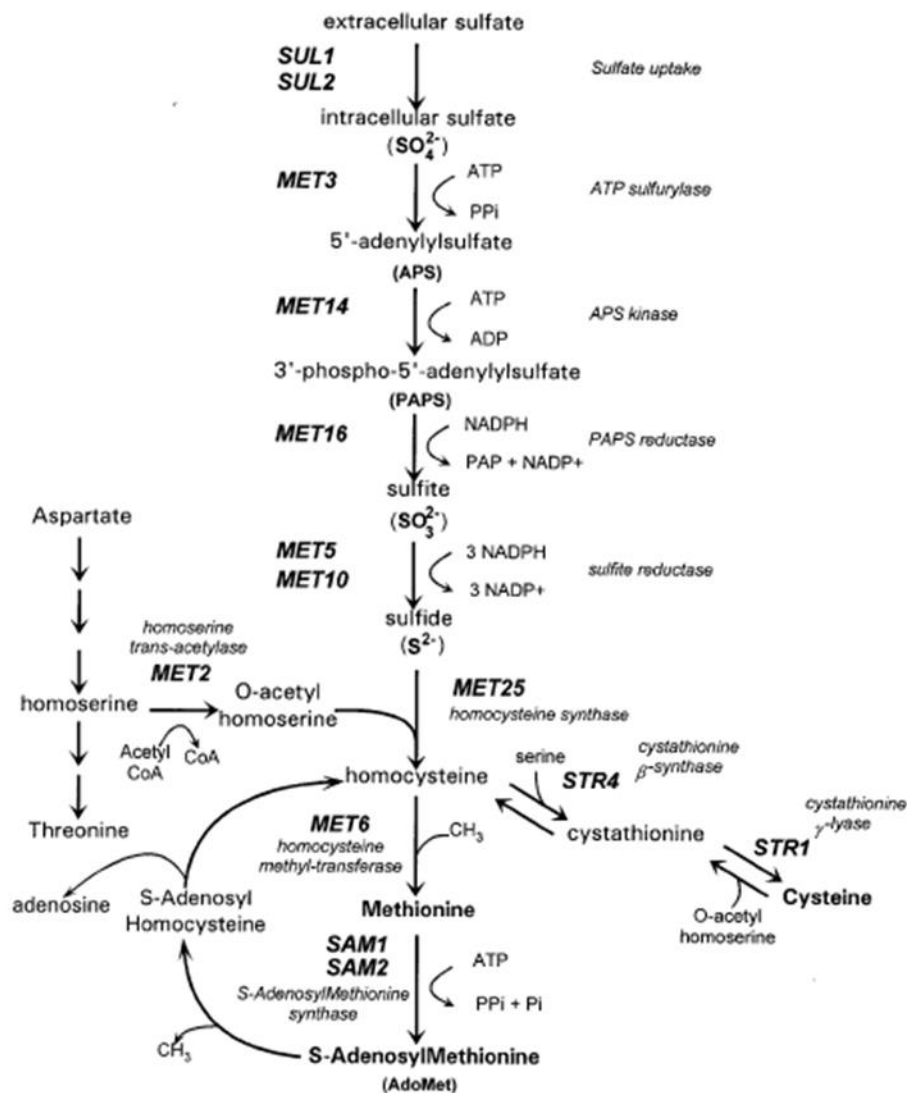 extracellular sulfate
SUL1
SUL2
Sulfate uptake
intracellular sulfate
(SO₄²⁻)
MET3
ATP
PPi
ATP sulfurylase
5'-adenylylsulfate
(APS)
MET14
ATP
ADP
APS kinase
3'-phospho-5'-adenylylsulfate
(PAPS)
MET16
NADPH
PAP + NADP+
PAPS reductase
sulfite
(SO₃²⁻)
Aspartate
MET5
MET10
3 NADPH
3 NADP+
sulfite reductase
sulfide
(S²⁻)
homoserine
trans-acetylase
MET2
homoserine
O-acetyl
homoserine
MET25
homocysteine synthase
Acetyl
CoA
CoA
homocysteine
serine
STR4
cystathionine
β-synthase
Threonine
MET6
homocysteine
methyl-transferase
CH₃
cystathionine
STR1
cystathionine
γ-lyase
adenosine
S-Adenosyl
Homocysteine
Methionine
O-acetyl
homoserine
Cysteine
SAM1
SAM2
S-AdenosylMethionine
synthase
ATP
PPi + Pi
CH₃
S-AdenosylMethionine
(AdoMet)